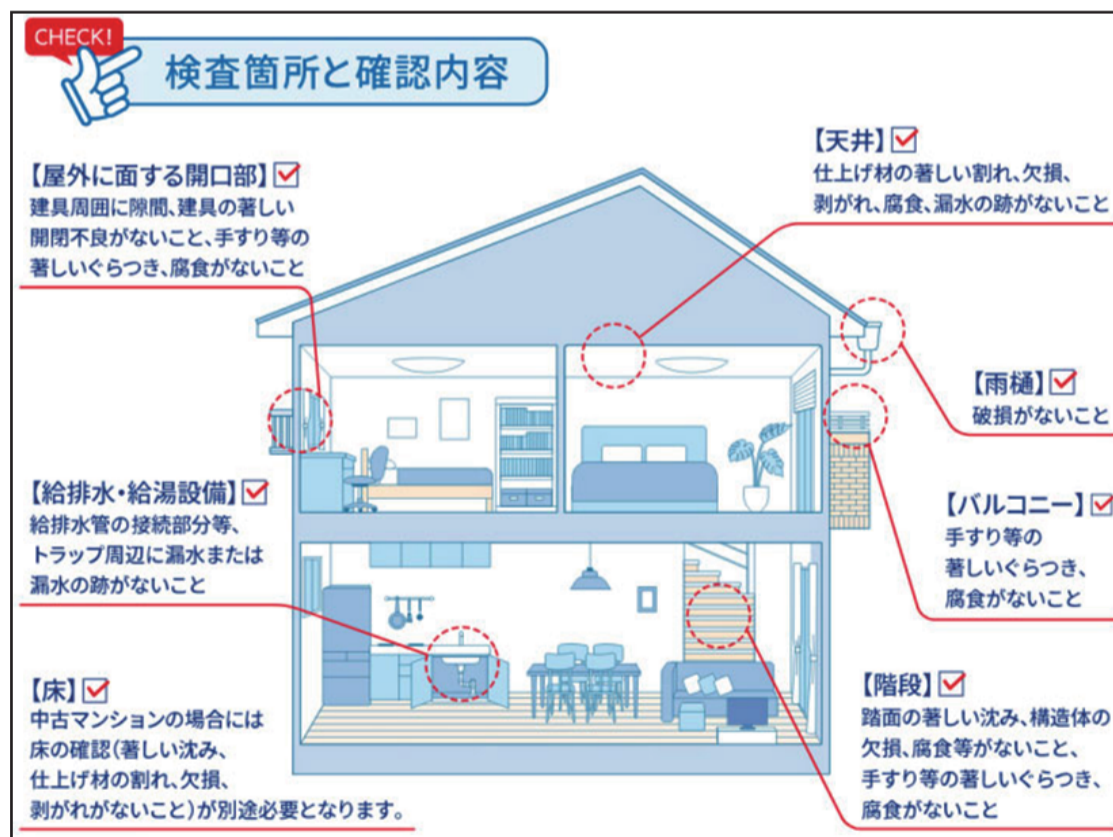 CHECK!
検査箇所と確認内容
【屋外に面する開口部】
建具周囲に隙間、建具の著しい
開閉不良がないこと、手すり等の
著しいぐらつき、腐食がないこと
【天井】
仕上げ材の著しい割れ、欠損、
剥がれ、腐食、漏水の跡がないこと
【雨樋】
破損がないこと
【給排水・給湯設備】
給排水管の接続部分等、
トラップ周辺に漏水または
漏水の跡がないこと
【バルコニー】
手すり等の
著しいぐらつき、
腐食がないこと
【床】
中古マンションの場合には
床の確認(著しい沈み、
仕上げ材の割れ、欠損、
剥がれがないこと)が別途必要となります。
【階段】
踏面の著しい沈み、構造体の
欠損、腐食等がないこと、
手すり等の著しいぐらつき、
腐食がないこと